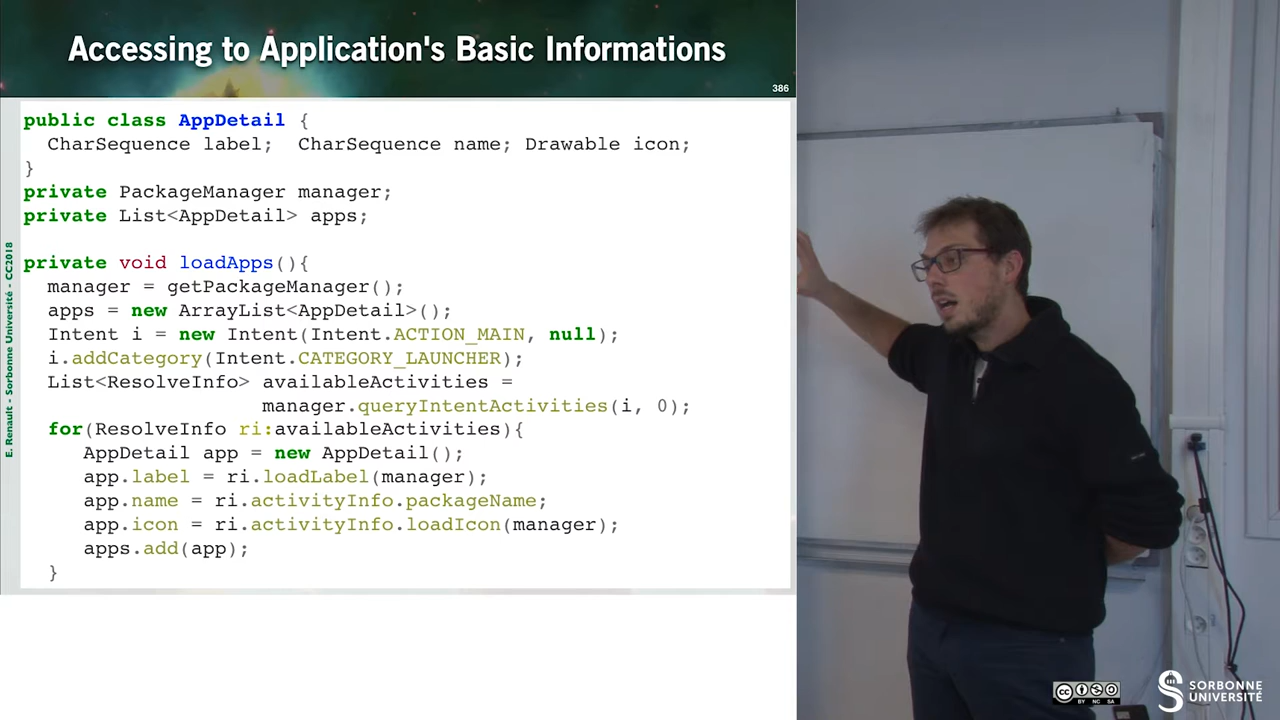 Accessing to Application's Basic Informations
386
public class AppDetail {
CharSequence label; CharSequence name; Drawable icon;
}
private PackageManager manager;
private List<AppDetail> apps;
private void loadApps(){
manager = getPackageManager();
apps = new ArrayList<AppDetail>();
Intent i = new Intent(Intent.ACTION_MAIN, null);
i.addCategory(Intent.CATEGORY_LAUNCHER);
List<ResolveInfo> availableActivities =
manager.queryIntentActivities(i, 0);
for(ResolveInfo ri:availableActivities){
AppDetail app = new AppDetail();
app.label = ri.loadLabel(manager);
app.name = ri.activityInfo.packageName;
app.icon = ri.activityInfo.loadIcon(manager);
apps.add(app);
}
E. Renault - Sorbonne Université - CC2018
cc
BY NC SA
SORBONNE
UNIVERSITÉ